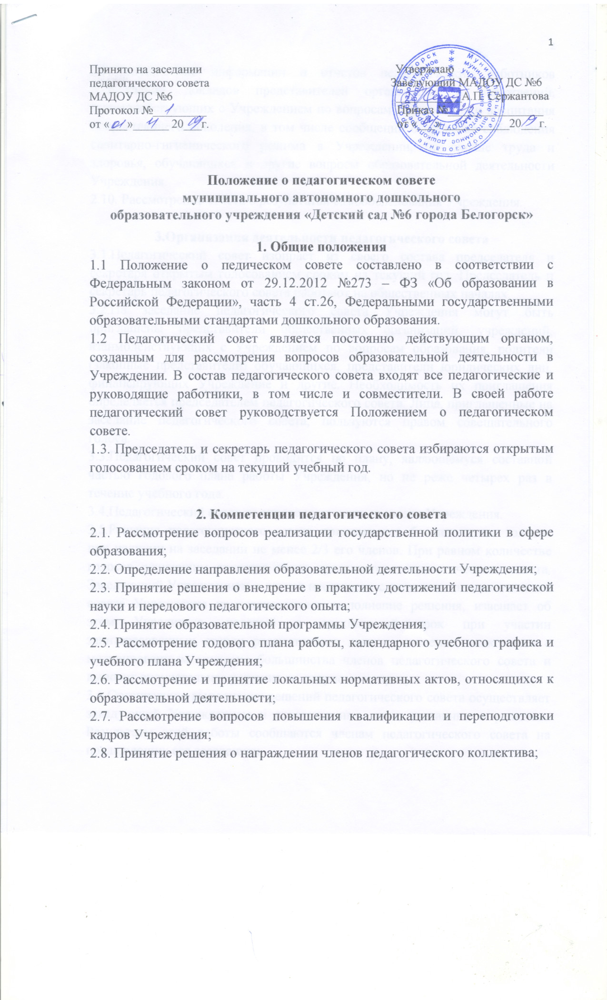 1
Принято на заседании
педагогического совета
МАДОУ ДС №6
Протокол № 1
от « 01 » 20 г.
Утверждаю
Заведующий МАДОУ ДС №6
А.П. Сержантова
Приказ №
от « 20 19 г.
Положение о педагогическом совете
муниципального автономного дошкольного
образовательного учреждения «Детский сад №6 города Белогорск»
1. Общие положения
1.1 Положение о педическом совете составлено в соответствии с
Федеральным законом от 29.12.2012 №273 – ФЗ «Об образовании в
Российской Федерации», часть 4 ст.26, Федеральными государственными
образовательными стандартами дошкольного образования.
1.2 Педагогический совет является постоянно действующим органом,
созданным для рассмотрения вопросов образовательной деятельности в
Учреждении. В состав педагогического совета входят все педагогические и
руководящие работники, в том числе и совместители. В своей работе
педагогический совет руководствуется Положением о педагогическом
совете.
1.3. Председатель и секретарь педагогического совета избираются открытым
голосованием сроком на текущий учебный год.
2. Компетенции педагогического совета
2.1. Рассмотрение вопросов реализации государственной политики в сфере
образования;
2.2. Определение направления образовательной деятельности Учреждения;
2.3. Принятие решения о внедрение в практику достижений педагогической
науки и передового педагогического опыта;
2.4. Принятие образовательной программы Учреждения;
2.5. Рассмотрение годового плана работы, календарного учебного графика и
учебного плана Учреждения;
2.6. Рассмотрение и принятие локальных нормативных актов, относящихся к
образовательной деятельности;
2.7. Рассмотрение вопросов повышения квалификации и переподготовки
кадров Учреждения;
2.8. Принятие решения о награждении членов педагогического коллектива;